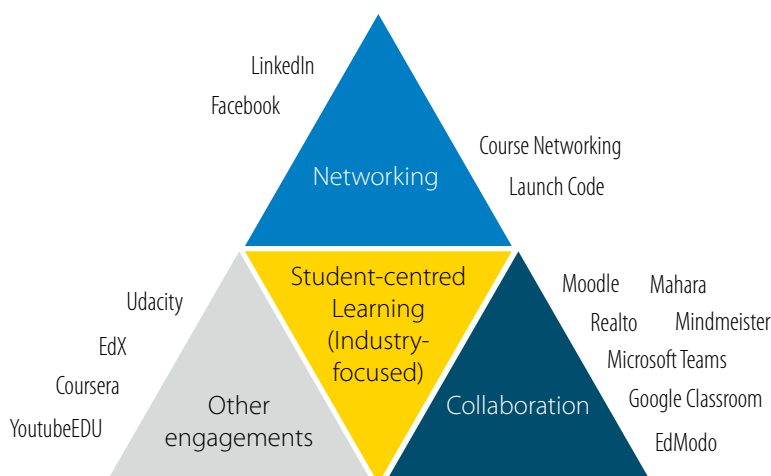 LinkedIn
Facebook
Networking
Course Networking
Launch Code
Student-centred
Learning
(Industry-
focused)
Udacity
EdX
Coursera
YoutubeEDU
Other
engagements
Collaboration
Moodle Mahara
Realto Mindmeister
Microsoft Teams
Google Classroom
EdModo